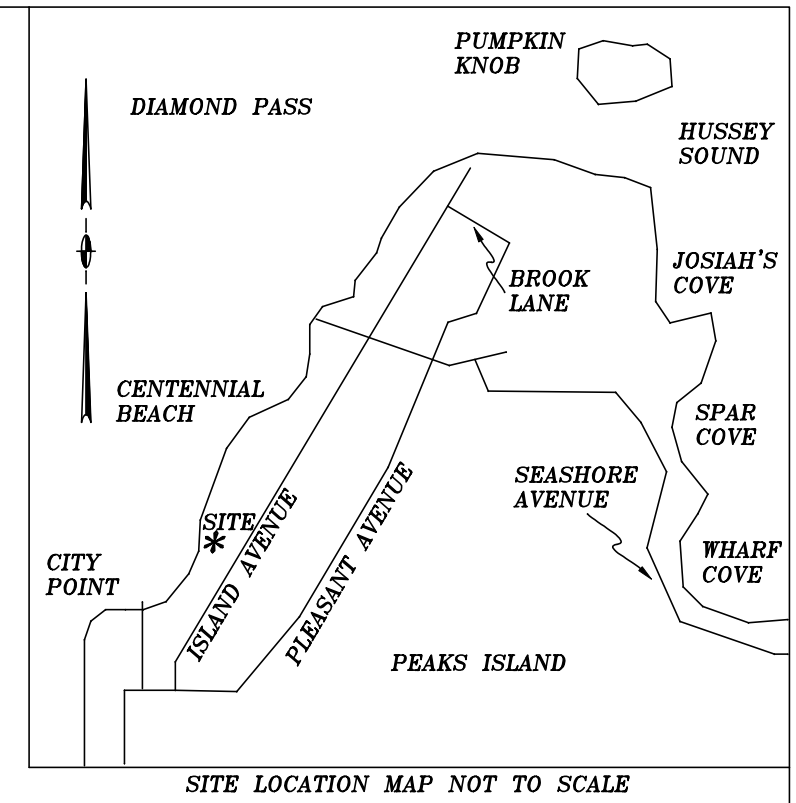 PUMPKIN
KNOB
DIAMOND PASS
HUSSEY
SOUND
JOSIAH'S
COVE
BROOK
LANE
CENTENNIAL
BEACH
SPAR
COVE
SEASHORE
AVENUE
SITE
ISLAND AVENUE
PLEASANT AVENUE
CITY
POINT
WHARF
COVE
PEAKS ISLAND
SITE LOCATION MAP NOT TO SCALE